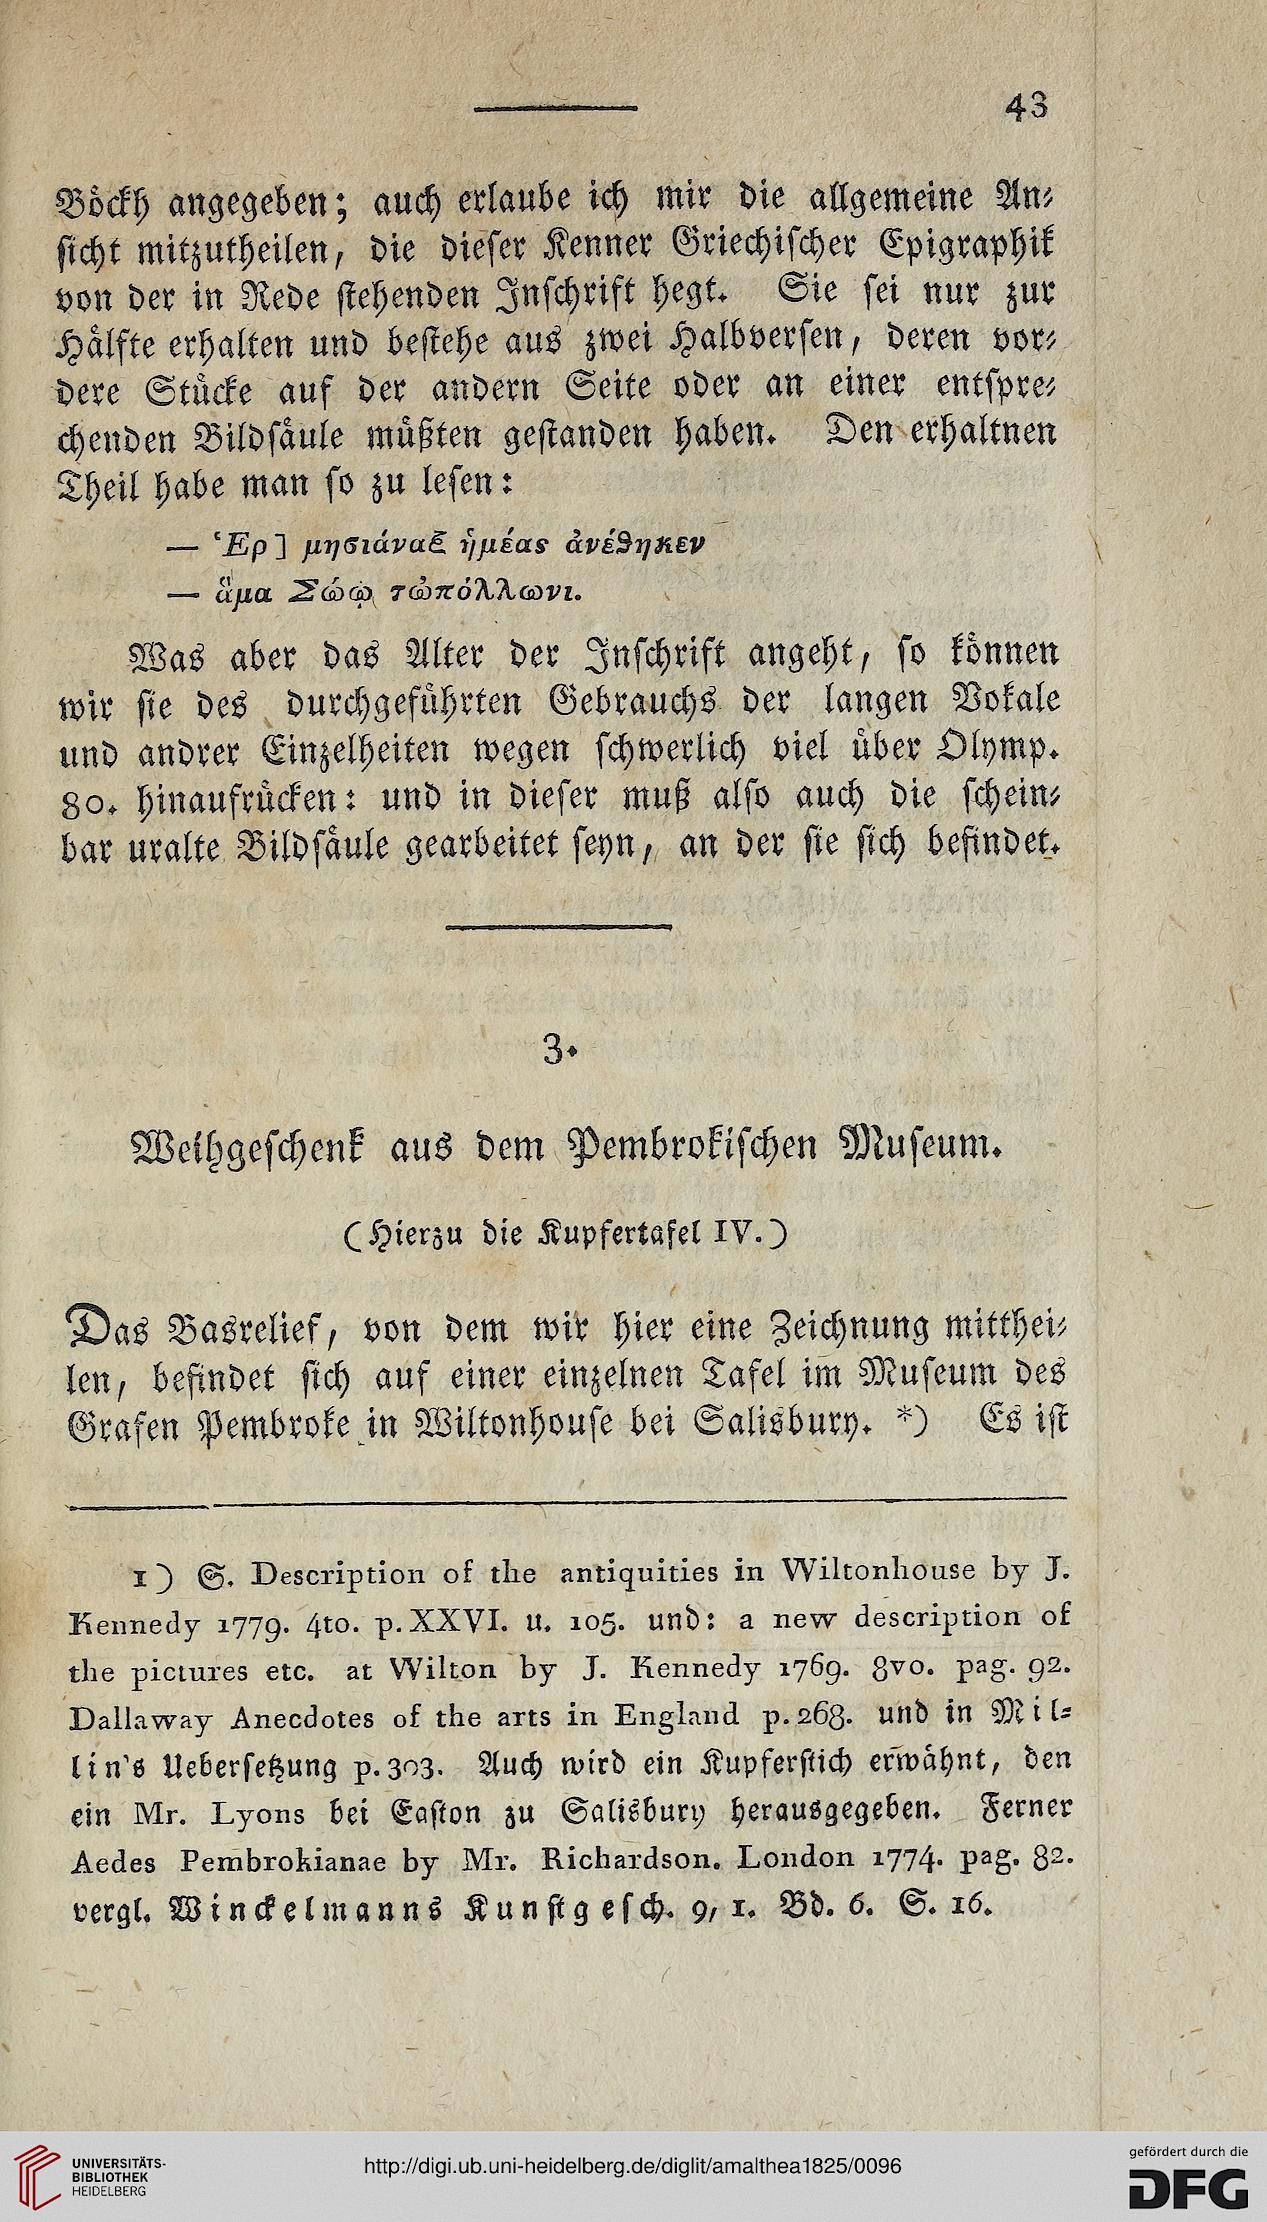 43
Böckh angegeben; auch erlaube ich mir die allgemeine An-
sicht mitzutheilen, die dieser Kenner Griechischer Epigraphik
von der in Rede stehenden Inschrift hegt. Sie sei nur zur
Hälfte erhalten und bestehe aus zwei Halbversen, deren vor-
dere Stücke auf der andern Seite oder an einer entspre-
chenden Bildsäule müßten gestanden haben. Den erhaltnen
Theil habe man so zu lesen:
— Ἑρ] μησιάναξ ἡμέας ἀνέθηκεν
— ἅμα Σώῳ τὠπόλλωνι.
Was aber das Alter der Inschrift angeht, so können
wir sie des durchgeführten Gebrauchs der langen Vokale
und andrer Einzelheiten wegen schwerlich viel über Olymp.
80. hinaufrücken: und in dieser muß also auch die schein-
bar uralte Bildsäule gearbeitet seyn, an der sie sich befindet.
3.
Weihgeschenk aus dem Pembrokischen Museum.
(Hierzu die Kupfertafel IV.)
Das Basrelief, von dem wir hier eine Zeichnung mitthei-
len, befindet sich auf einer einzelnen Tafel im Museum des
Grafen Pembroke in Wiltonhouse bei Salisbury. *) Es ist
1) S. Description of the antiquities in Wiltonhouse by J.
Kennedy 1779. 4to. p. XXVI. u. 105. und: a new description of
the pictures etc. at Wilton by J. Kennedy 1769. 8vo. pag. 92.
Dallaway Anecdotes of the arts in England p. 268. und in Mil-
lin's Uebersetzung p. 303. Auch wird ein Kupferstich erwähnt, den
ein Mr. Lyons bei Easton zu Salisbury herausgegeben. Ferner
Aedes Pembrokianae by Mr. Richardson. London 1774. pag. 82.
vergl. Winckelmanns Kunstgesch. 9, 1. Bd. 6. S. 16.
UNIVERSITÄTS-
BIBLIOTHEK
HEIDELBERG
http://digi.ub.uni-heidelberg.de/diglit/amalthea1825/0096
gefördert durch die
DFG